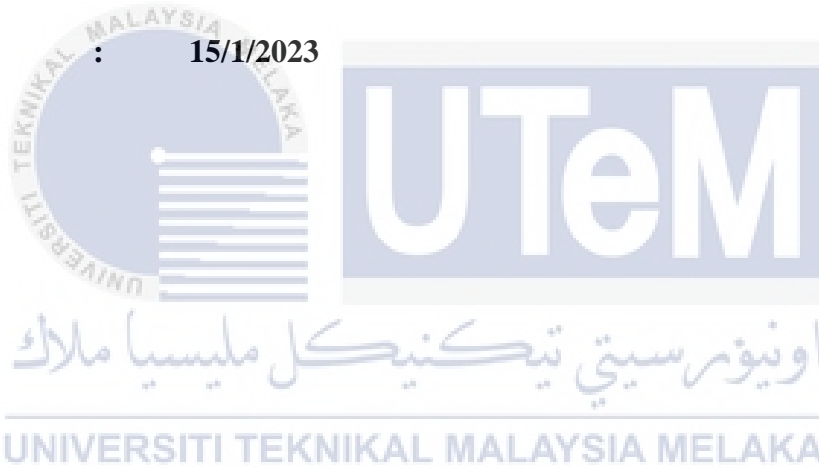 : 15/1/2023
UNIVERSITI TEKNIKAL MALAYSIA MELAKA
UTeM
اونيۏرسيتي تيكنيكل مليسيا ملاك
UNIVERSITI TEKNIKAL MALAYSIA MELAKA